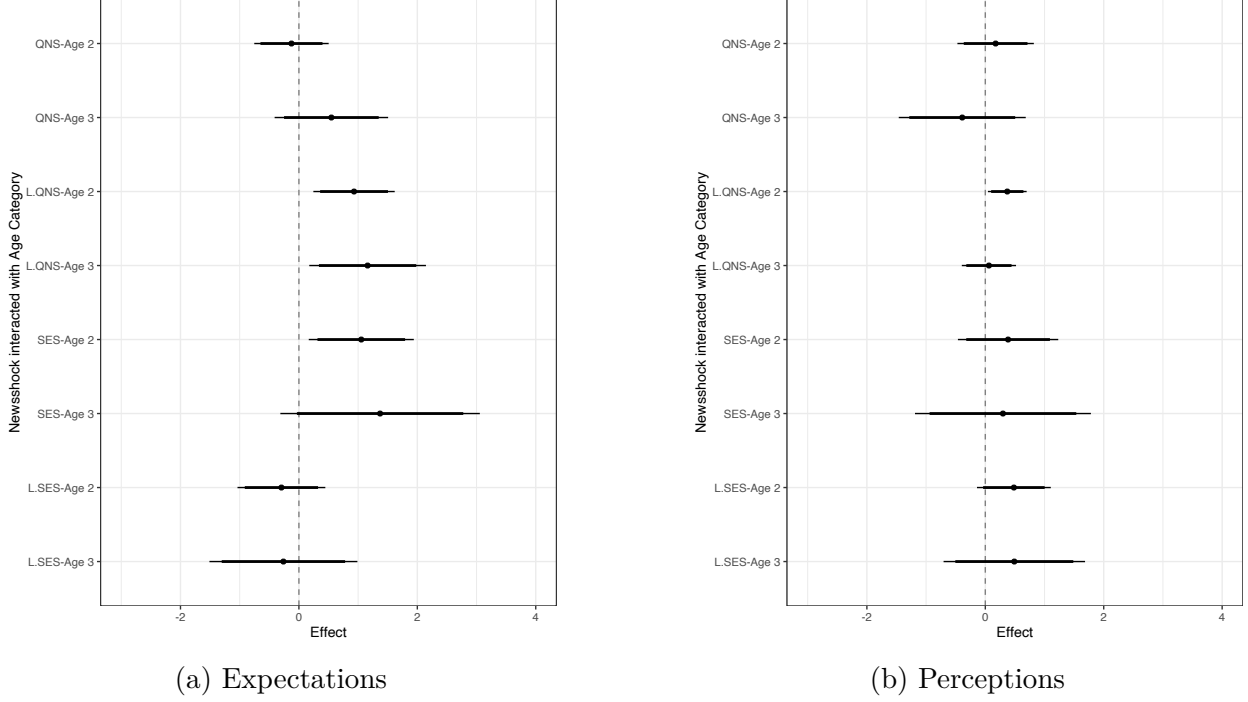 Newsshock interacted with Age Category
QNS-Age 2
QNS-Age 3
L.QNS-Age 2
L.QNS-Age 3
SES-Age 2
SES-Age 3
L.SES-Age 2
L.SES-Age 3
-2 0 2 4
Effect
(a) Expectations
Newsshock interacted with Age Category
QNS-Age 2
QNS-Age 3
L.QNS-Age 2
L.QNS-Age 3
SES-Age 2
SES-Age 3
L.SES-Age 2
L.SES-Age 3
-2 0 2 4
Effect
(b) Perceptions